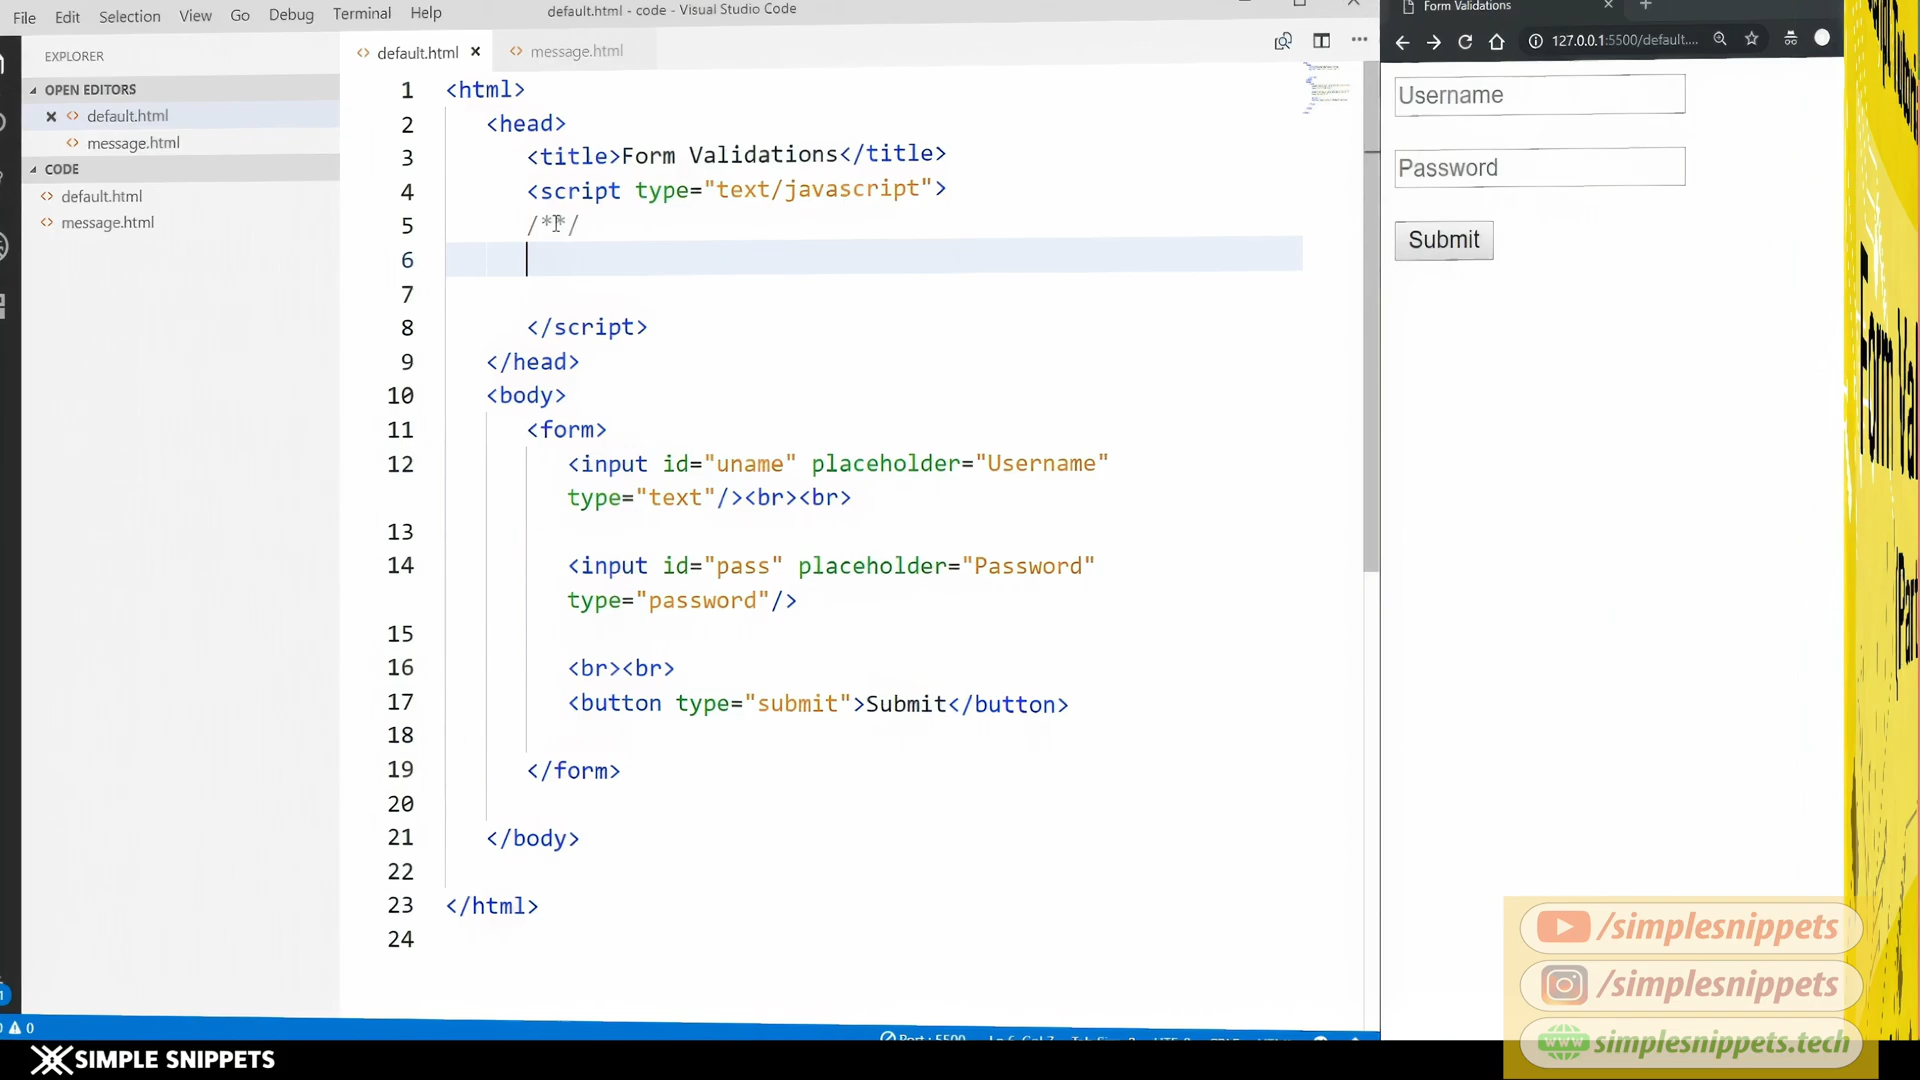 File Edit Selection View Go Debug Terminal Help
default.html - code - Visual Studio Code
EXPLORER
OPEN EDITORS
default.html
message.html
CODE
default.html
message.html
default.html
message.html
1 <html>
2 <head>
3 <title>Form Validations</title>
4 <script type="text/javascript">
5 /**/
6
7
8 </script>
9 </head>
10 <body>
11 <form>
12 <input id="uname" placeholder="Username"
type="text"/><br><br>
13
14 <input id="pass" placeholder="Password"
type="password"/>
15
16 <br><br>
17 <button type="submit">Submit</button>
18
19 </form>
20
21 </body>
22
23 </html>
24
0
Form Validations
127.0.0.1:5500/default....
Username
Password
Submit
/simplesnippets
/simplesnippets
simplesnippets.tech
SIMPLE SNIPPETS